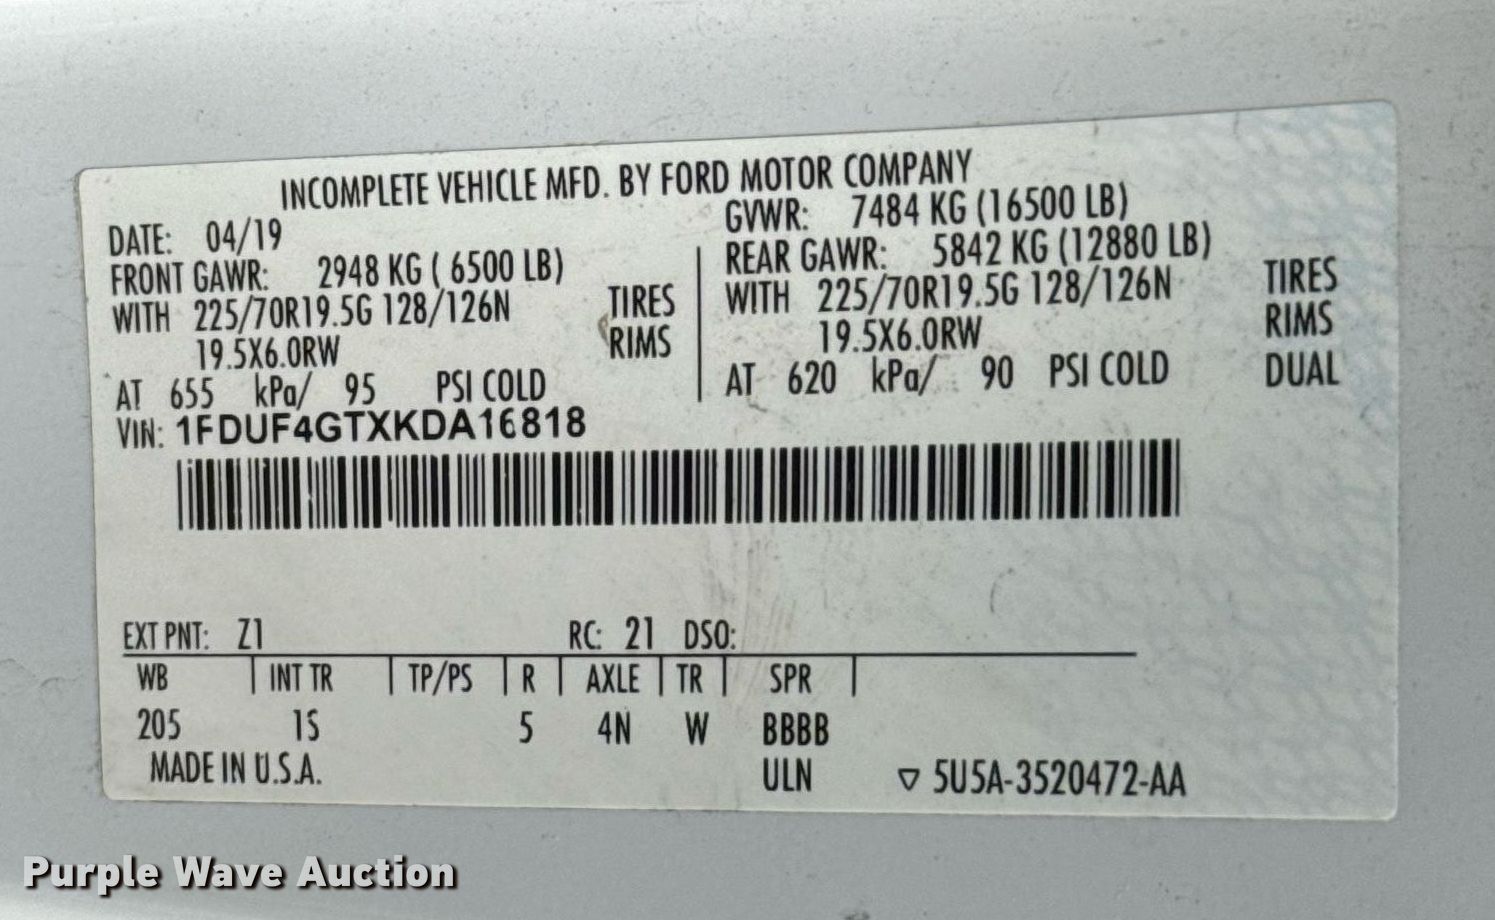 INCOMPLETE VEHICLE MFD. BY FORD MOTOR COMPANY
DATE: 04/19
GVWR: 7484 KG (16500 LB)
FRONT GAWR: 2948 KG ( 6500 LB)
REAR GAWR: 5842 KG (12880 LB)
WITH 225/70R19.5G 128/126N TIRES
WITH 225/70R19.5G 128/126N TIRES
19.5X6.0RW RIMS
19.5X6.0RW RIMS
AT 655 kPa/ 95 PSI COLD
AT 620 kPa/ 90 PSI COLD DUAL
VIN: 1FDUF4GTXKDA16818
EXT PNT: Z1 RC: 21 DSO:
WB | INT TR | TP/PS | R | AXLE | TR | SPR |
205 1S 5 4N W BBBB
MADE IN U.S.A. ULN ▽ 5U5A-3520472-AA
Purple Wave Auction